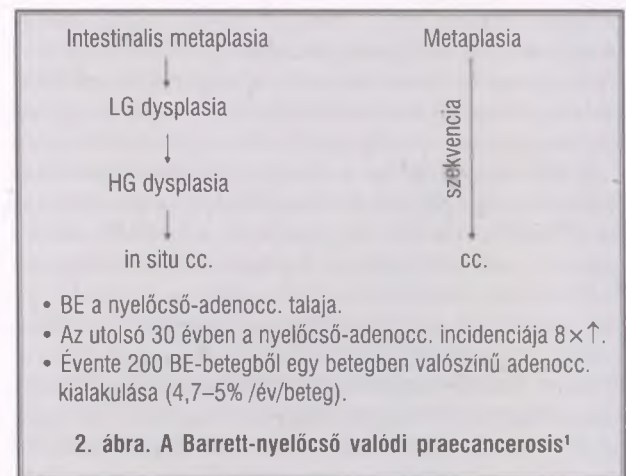 Intestinalis metaplasia
Metaplasia
LG dysplasia
HG dysplasia
szekvencia
in situ cc.
cc.
• BE a nyelőcső-adenocc. talaja.
• Az utolsó 30 évben a nyelőcső-adenocc. incidenciája 8×↑.
• Évente 200 BE-betegből egy betegben valószínű adenocc.
kialakulása (4,7–5% /év/beteg).
2. ábra. A Barrett-nyelőcső valódi praecancerosis¹